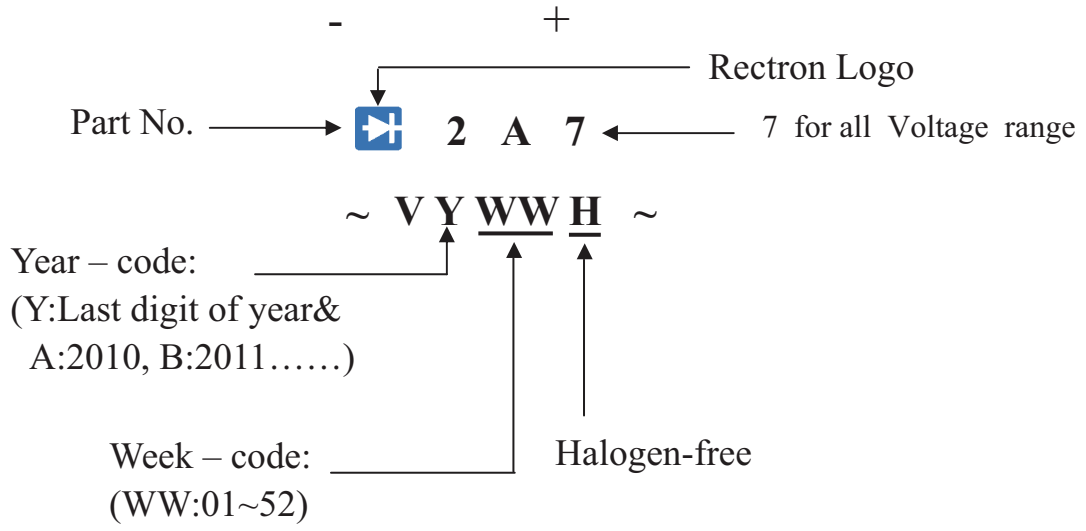 - +
Rectron Logo
Part No. 2 A 7 7 for all Voltage range
~ V Y WW H ~
Year – code:
(Y:Last digit of year&
A:2010, B:2011……)
Week – code:
(WW:01~52)
Halogen-free